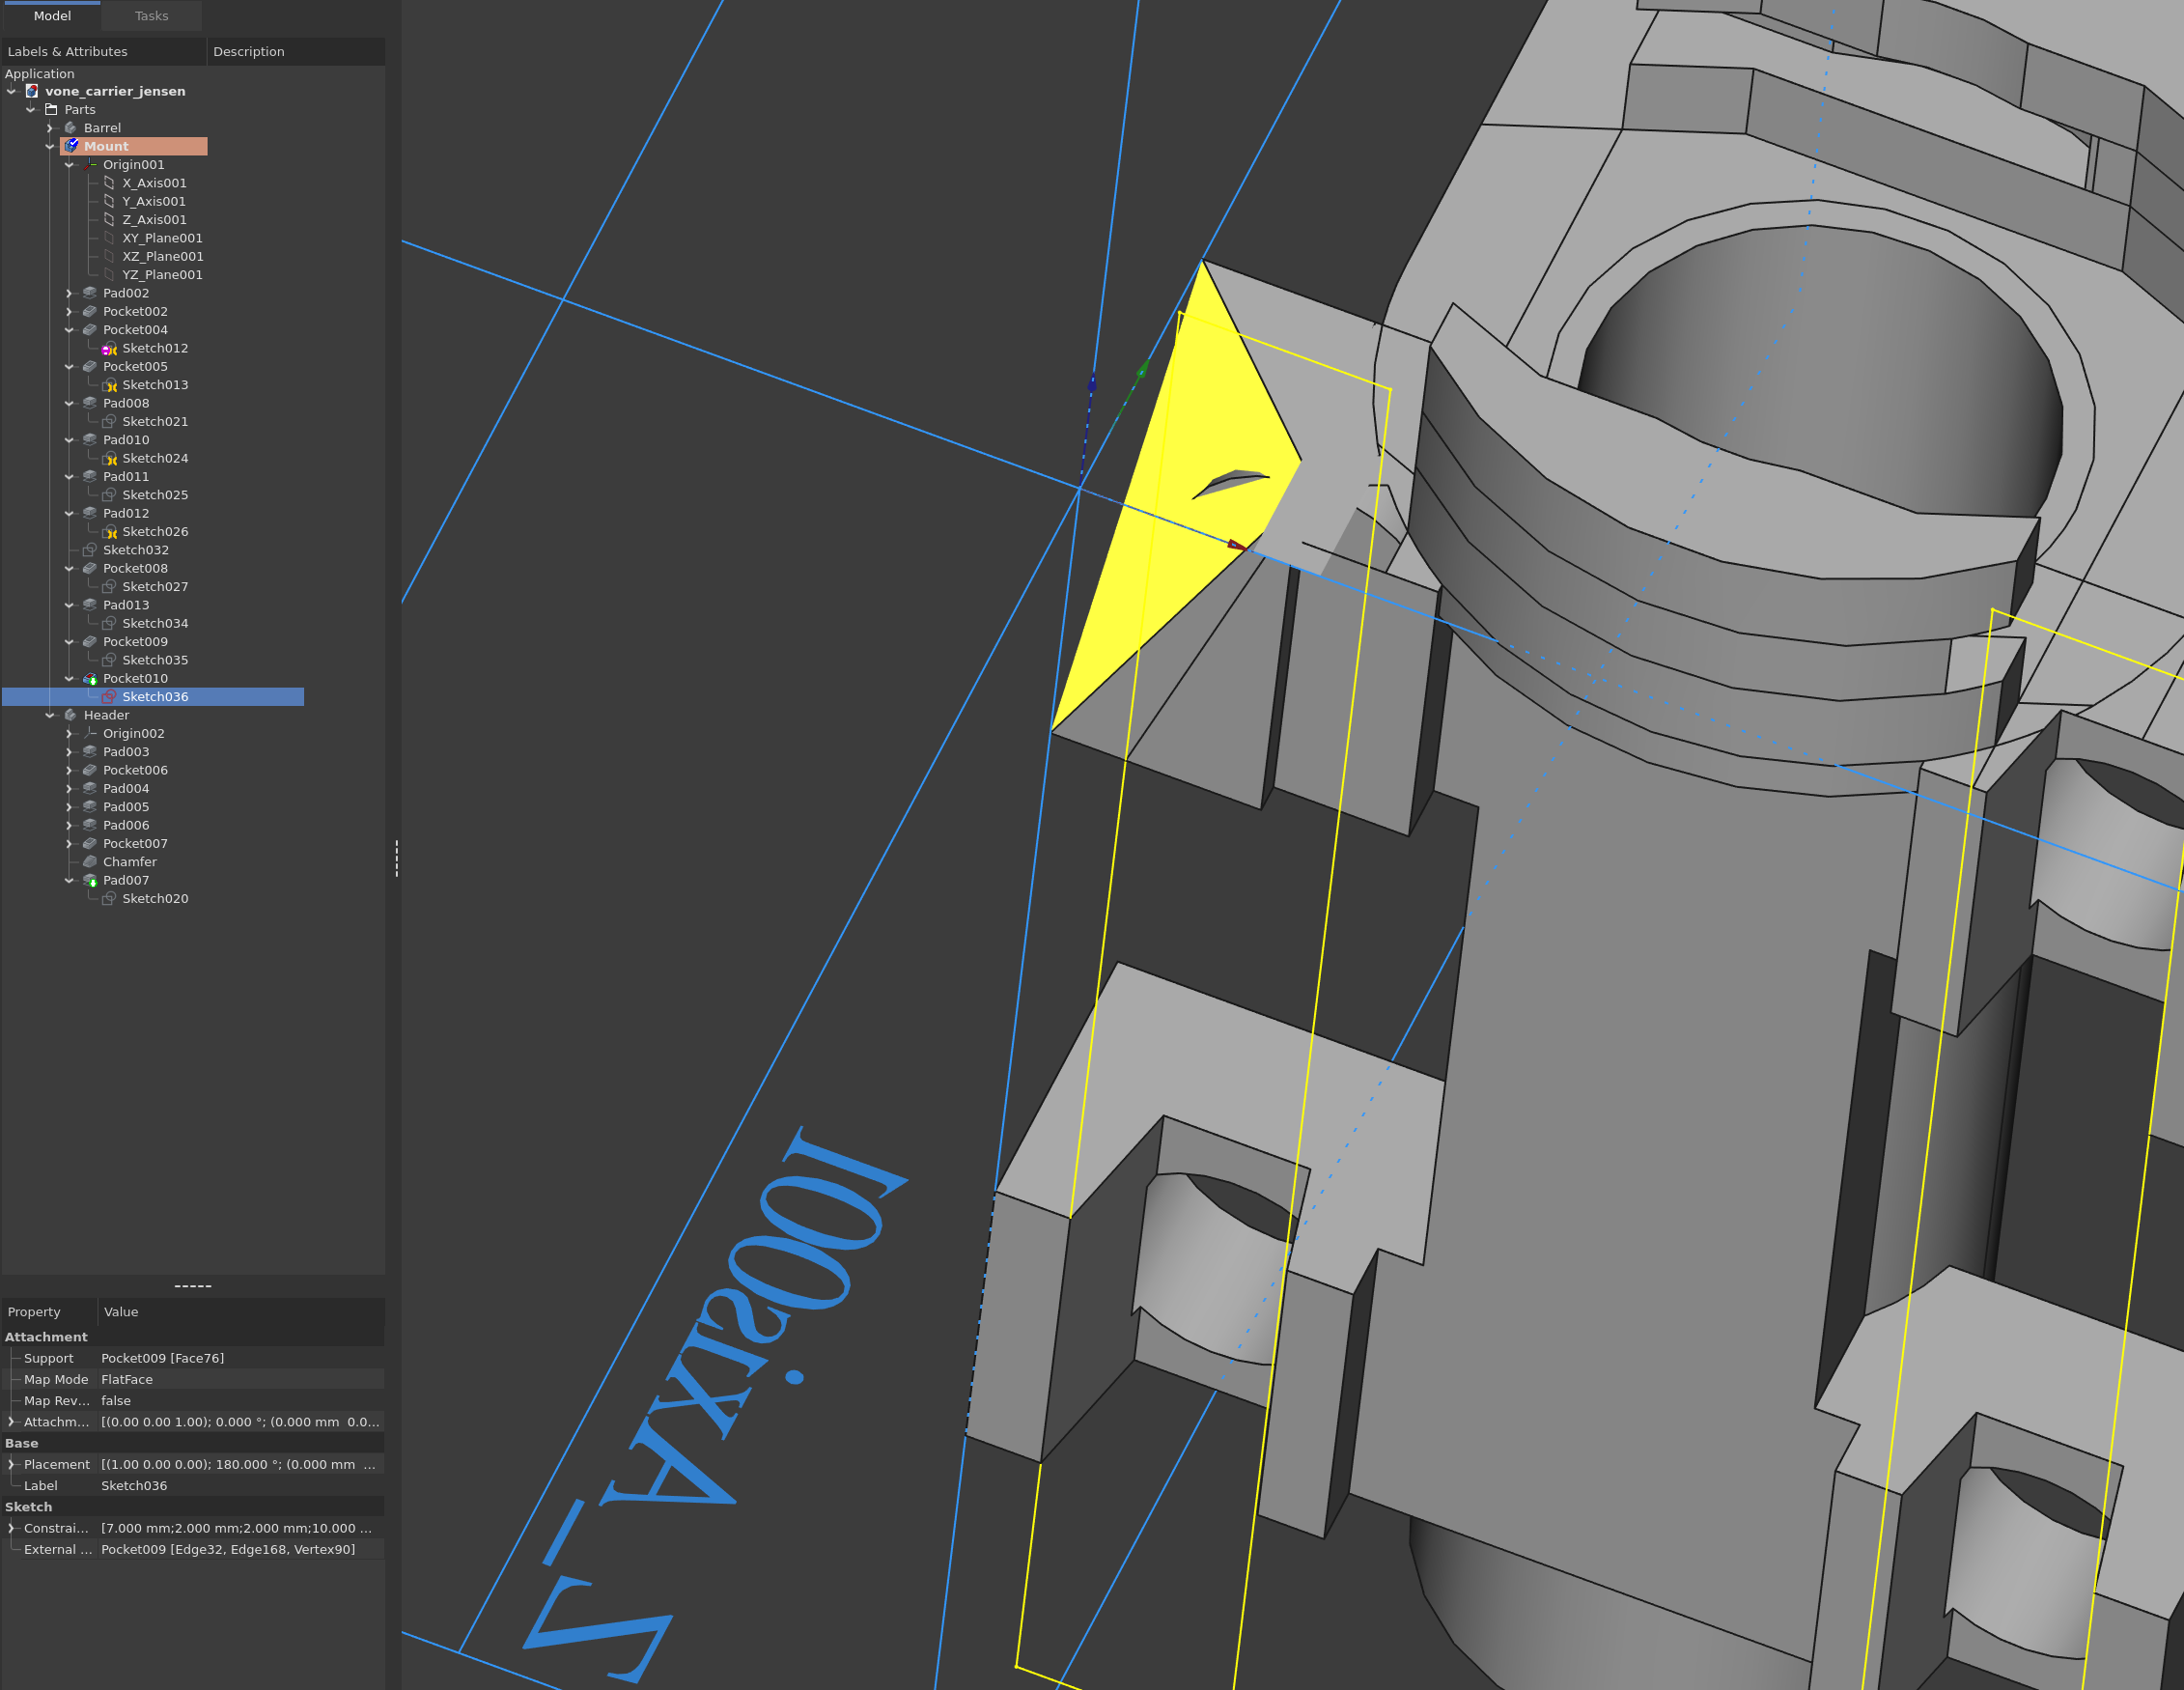 Model
Tasks
Labels & Attributes
Description
Application
vone_carrier_jensen
Parts
Barrel
Mount
Origin001
X_Axis001
Y_Axis001
Z_Axis001
XY_Plane001
XZ_Plane001
YZ_Plane001
Pad002
Pocket002
Pocket004
Sketch012
Pocket005
Sketch013
Pad008
Sketch021
Pad010
Sketch024
Pad011
Sketch025
Pad012
Sketch026
Sketch032
Pocket008
Sketch027
Pad013
Sketch034
Pocket009
Sketch035
Pocket010
Sketch036
Header
Origin002
Pad003
Pocket006
Pad004
Pad005
Pad006
Pocket007
Chamfer
Pad007
Sketch020
Property Value
Attachment
Support Pocket009 [Face76]
Map Mode FlatFace
Map Rev... false
Attachm... [(0.00 0.00 1.00); 0.000 °; (0.000 mm 0.0...
Base
Placement [(1.00 0.00 0.00); 180.000 °; (0.000 mm ...
Label Sketch036
Sketch
Constrai... [7.000 mm;2.000 mm;2.000 mm;10.000 ...
External ... Pocket009 [Edge32, Edge168, Vertex90]
Z_Axis001